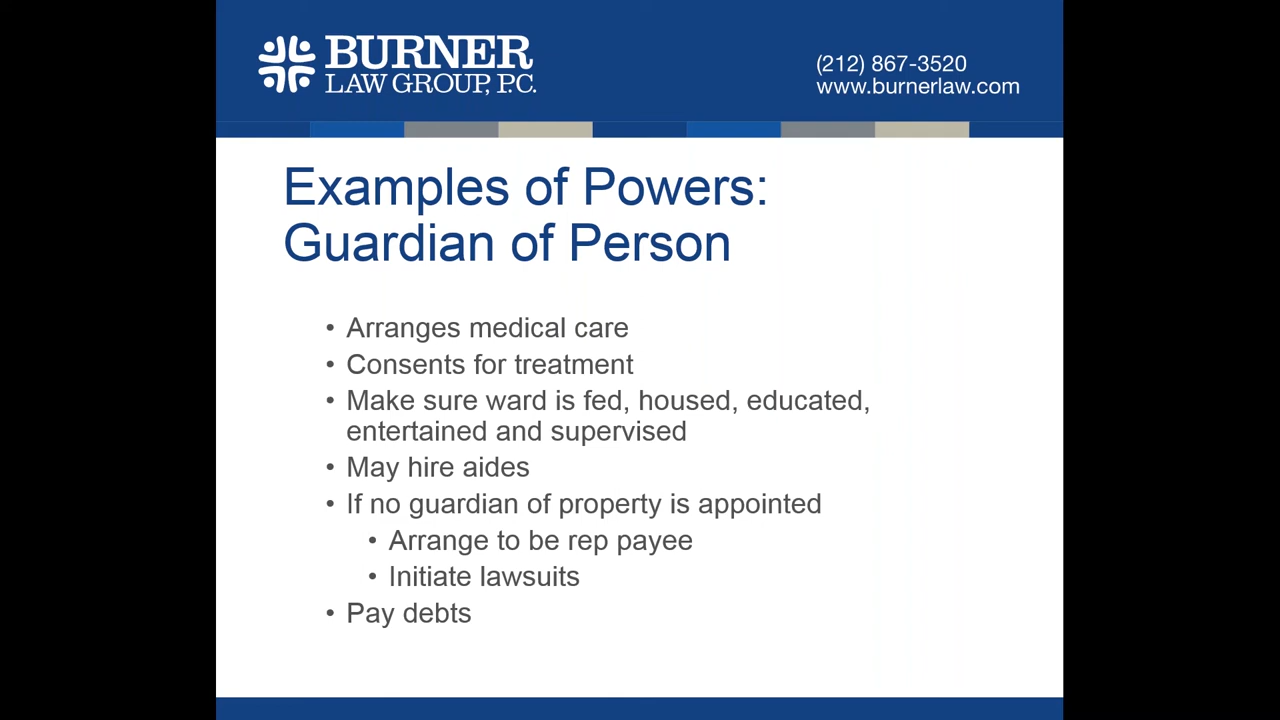 BURNER
LAW GROUP, P.C.
(212) 867-3520
www.burnerlaw.com
Examples of Powers:
Guardian of Person
• Arranges medical care
• Consents for treatment
• Make sure ward is fed, housed, educated,
entertained and supervised
• May hire aides
• If no guardian of property is appointed
• Arrange to be rep payee
• Initiate lawsuits
• Pay debts